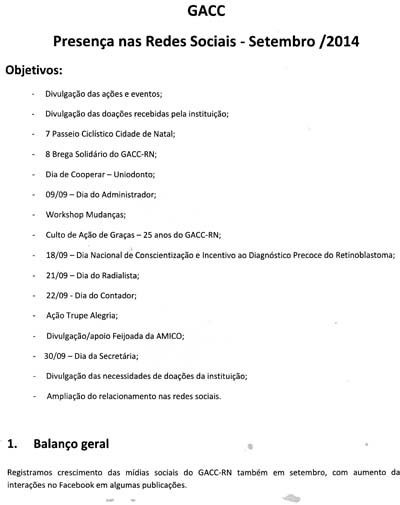 GACC
Presença nas Redes Sociais - Setembro /2014
Objetivos:
- Divulgação das ações e eventos;
- Divulgação das doações recebidas pela instituição;
- 7 Passeio Ciclístico Cidade de Natal;
- 8 Brega Solidário do GACC-RN;
- Dia de Cooperar – Uniodonto;
- 09/09 – Dia do Administrador;
- Workshop Mudanças;
- Culto de Ação de Graças – 25 anos do GACC-RN;
- 18/09 – Dia Nacional de Conscientização e Incentivo ao Diagnóstico Precoce do Retinoblastoma;
- 21/09 – Dia do Radialista;
- 22/09 - Dia do Contador;
- Ação Trupe Alegria;
- Divulgação/apoio Feijoada da AMICO;
- 30/09 – Dia da Secretária;
- Divulgação das necessidades de doações da instituição;
- Ampliação do relacionamento nas redes sociais.
1. Balanço geral
Registramos crescimento das mídias sociais do GACC-RN também em setembro, com aumento da
interações no Facebook em algumas publicações.